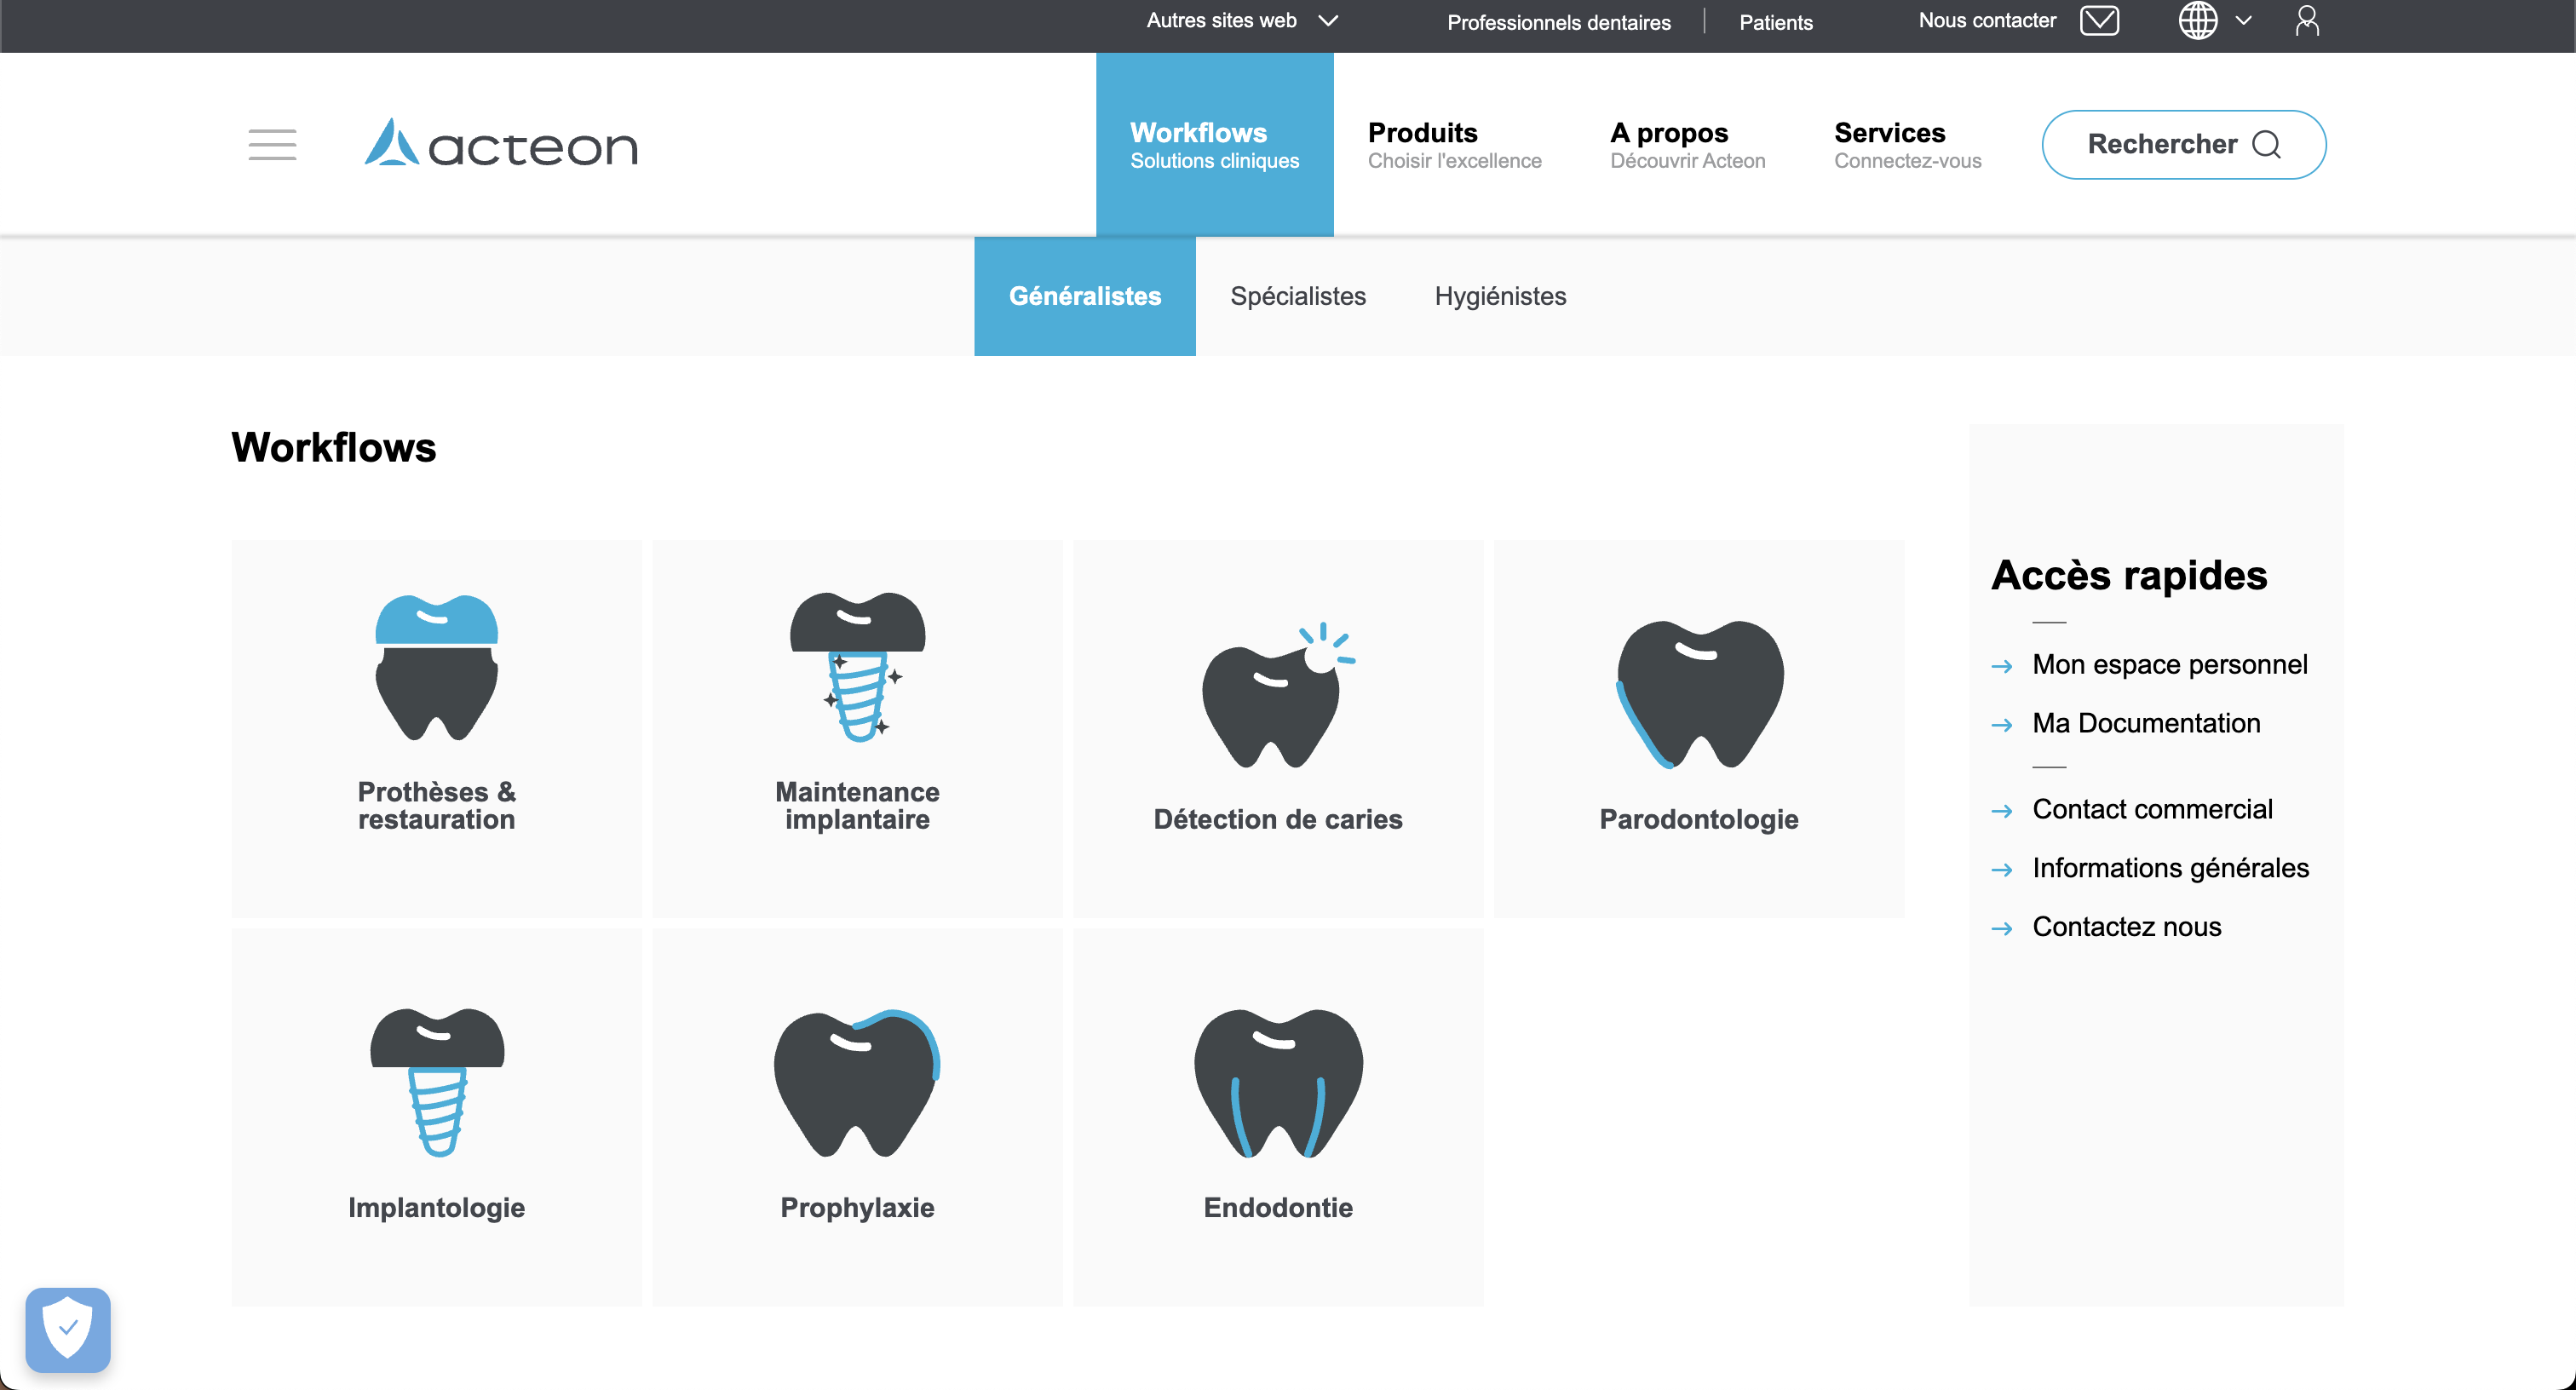 Autres sites web
Professionnels dentaires
Patients
Nous contacter
acteon
Workflows
Solutions cliniques
Produits
Choisir l'excellence
A propos
Découvrir Acteon
Services
Connectez-vous
Rechercher
Généralistes
Spécialistes
Hygiénistes
Workflows
Prothèses &
restauration
Maintenance
implantaire
Détection de caries
Parodontologie
Implantologie
Prophylaxie
Endodontie
Accès rapides
Mon espace personnel
Ma Documentation
Contact commercial
Informations générales
Contactez nous